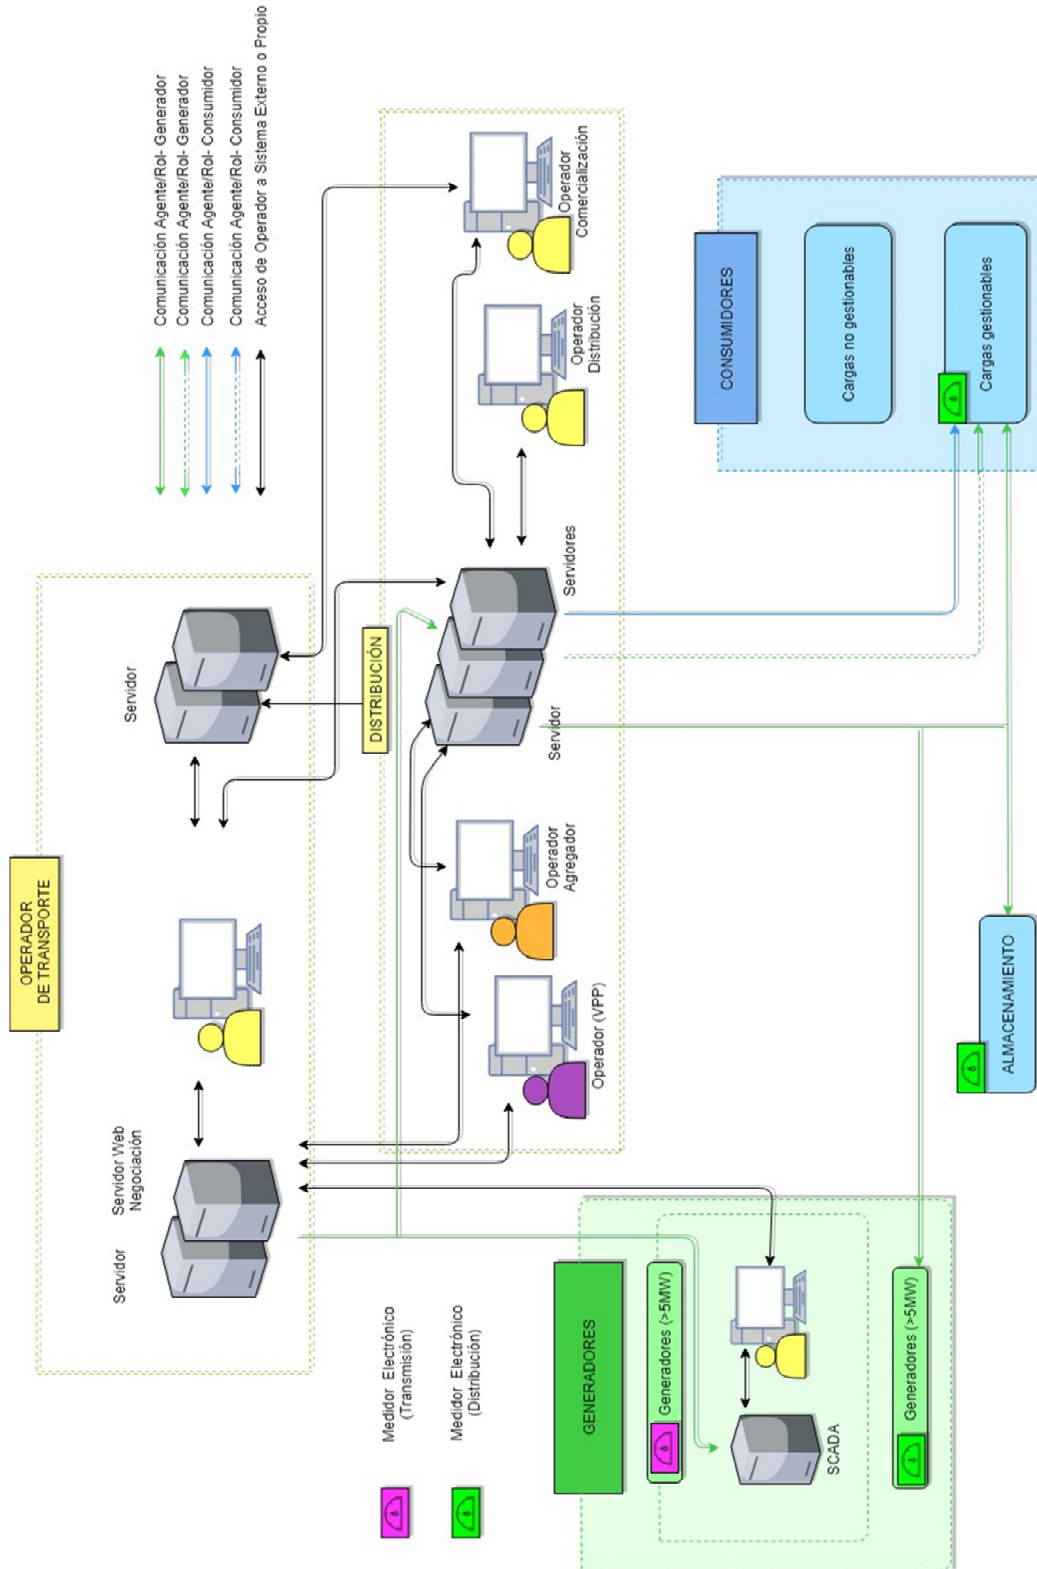 OPERADOR
DE TRANSPORTE
Servidor
Servidor Web
Negociación
Servidor
Comunicación Agente/Rol- Generador
Comunicación Agente/Rol- Generador
Comunicación Agente/Rol- Consumidor
Comunicación Agente/Rol- Consumidor
Acceso de Operador a Sistema Externo o Propio
Medidor Electrónico
(Transmisión)
Medidor Electrónico
(Distribución)
DISTRIBUCIÓN
Operador (VPP)
Operador
Agregador
Servidor
Servidores
Operador
Distribución
Operador
Comercialización
GENERADORES
Generadores (>5MW)
SCADA
Generadores (>5MW)
ALMACENAMIENTO
CONSUMIDORES
Cargas no gestionables
Cargas gestionables